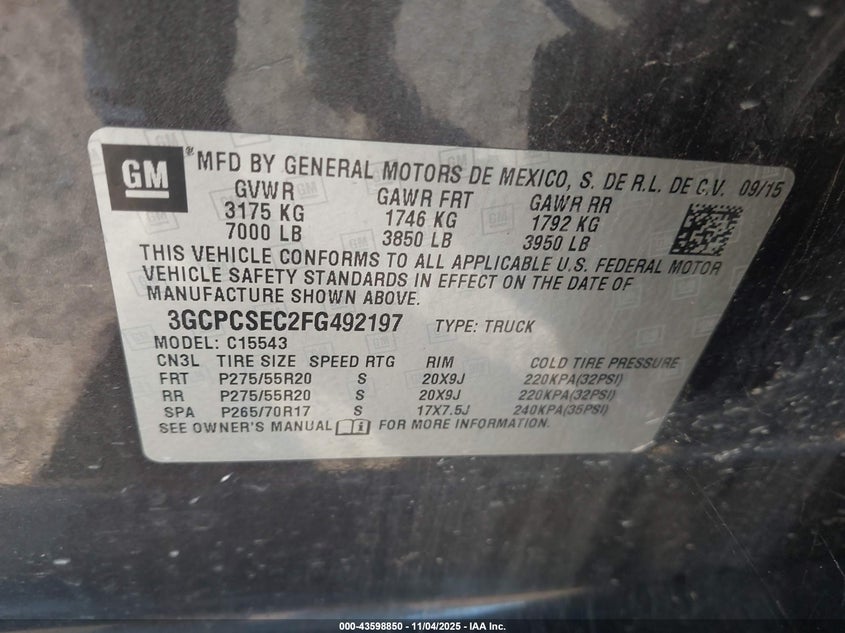 GM ® MFD BY GENERAL MOTORS DE MEXICO, S. DE R.L. DE C.V. 09/15
GVWR GAWR FRT GAWR RR
3175 KG 1746 KG 1792 KG
7000 LB 3850 LB 3950 LB
THIS VEHICLE CONFORMS TO ALL APPLICABLE U.S. FEDERAL MOTOR
VEHICLE SAFETY STANDARDS IN EFFECT ON THE DATE OF
MANUFACTURE SHOWN ABOVE.
3GCPCSEC2FG492197 TYPE: TRUCK
MODEL: C15543
CN3L TIRE SIZE SPEED RTG RIM COLD TIRE PRESSURE
FRT P275/55R20 S 20X9J 220KPA(32PSI)
RR P275/55R20 S 20X9J 220KPA(32PSI)
SPA P265/70R17 S 17X7.5J 240KPA(35PSI)
SEE OWNER'S MANUAL i FOR MORE INFORMATION.
000-43598850 - 11/04/2025 - IAA Inc.